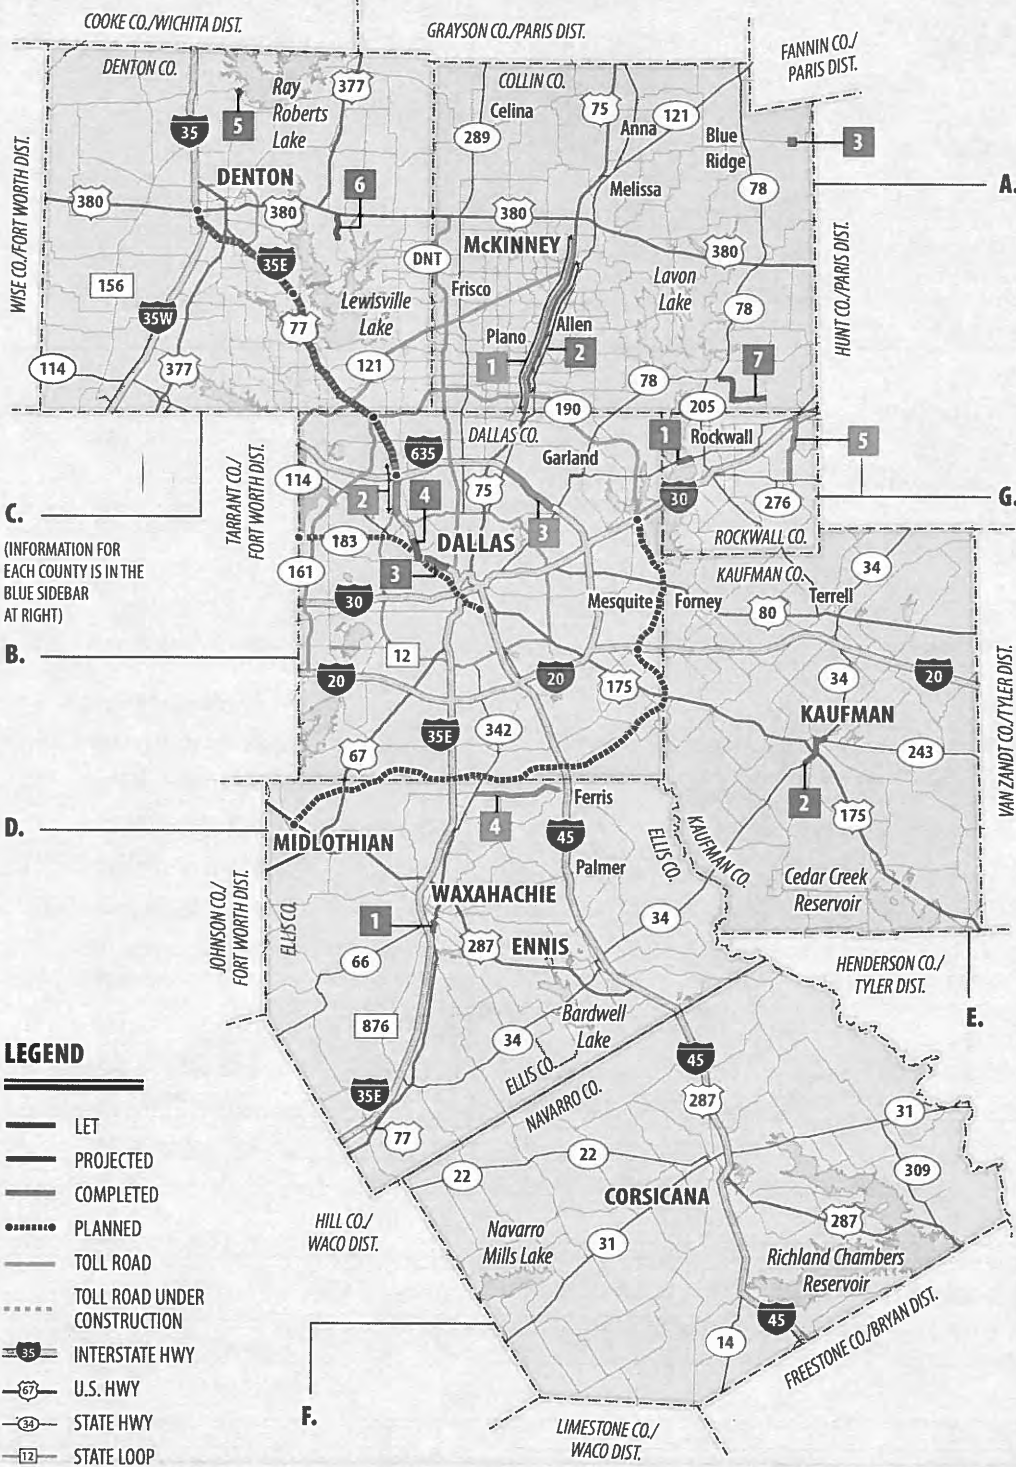 COOKE CO./WICHITA DIST.
GRAYSON CO./PARIS DIST.
FANNIN CO./
PARIS DIST.
DENTON CO.
Ray
Roberts
Lake
377
COLLIN CO.
Celina
75
121
Anna
Blue
Ridge
35
5
289
3
WISE CO./FORT WORTH DIST.
DENTON
6
Melissa
78
A.
380
380
380
McKINNEY
380
HUNT CO./PARIS DIST.
35E
DNT
156
Lewisville
Lake
Frisco
Lavon
Lake
35W
77
Plano
Allen
78
1
2
7
114
377
121
78
190
205
DALLAS CO.
1
Rockwall
5
635
Garland
C.
TARRANT CO./
FORT WORTH DIST.
114
2
4
75
30
276
G.
3
(INFORMATION FOR
EACH COUNTY IS IN THE
BLUE SIDEBAR
AT RIGHT)
183
DALLAS
ROCKWALL CO.
161
3
KAUFMAN CO.
34
30
Mesquite
Forney
Terrell
80
B.
12
20
20
175
34
20
VAN ZANDT CO./TYLER DIST.
KAUFMAN
35E
342
67
243
2
175
D.
MIDLOTHIAN
4
Ferris
45
ELLIS CO.
KAUFMAN CO.
Palmer
Cedar Creek
Reservoir
JOHNSON CO./
FORT WORTH DIST.
ELLIS CO.
WAXAHACHIE
1
34
287
ENNIS
66
HENDERSON CO./
TYLER DIST.
E.
876
34
Bardwell
Lake
LEGEND
ELLIS CO.
NAVARRO CO.
45
35E
287
77
31
LET
PROJECTED
COMPLETED
PLANNED
TOLL ROAD
TOLL ROAD UNDER
CONSTRUCTION
35 INTERSTATE HWY
67 U.S. HWY
34 STATE HWY
12 STATE LOOP
22
22
309
CORSICANA
HILL CO./
WACO DIST.
Navarro
Mills Lake
31
287
Richland Chambers
Reservoir
45
14
FREESTONE CO./BRYAN DIST.
F.
LIMESTONE CO./
WACO DIST.